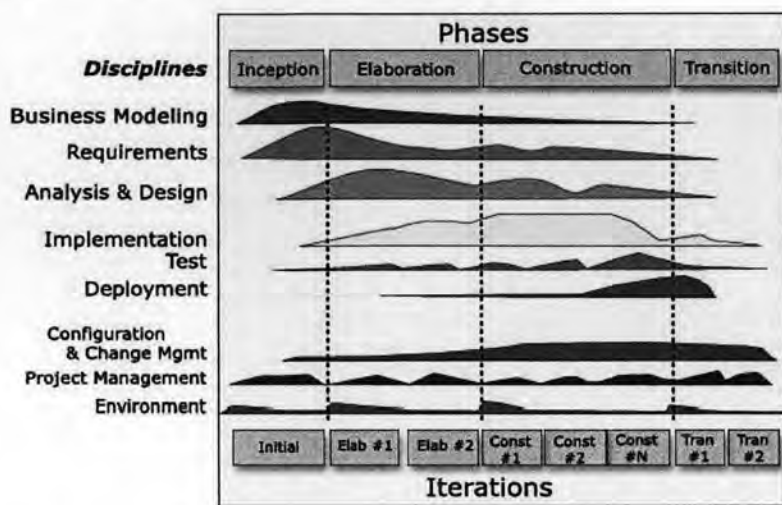 Phases
Disciplines
Inception
Elaboration
Construction
Transition
Business Modeling
Requirements
Analysis & Design
Implementation
Test
Deployment
Configuration
& Change Mgmt
Project Management
Environment
Initial
Elab #1
Elab #2
Const
#1
Const
#2
Const
#N
Tran
#1
Tran
#2
Iterations